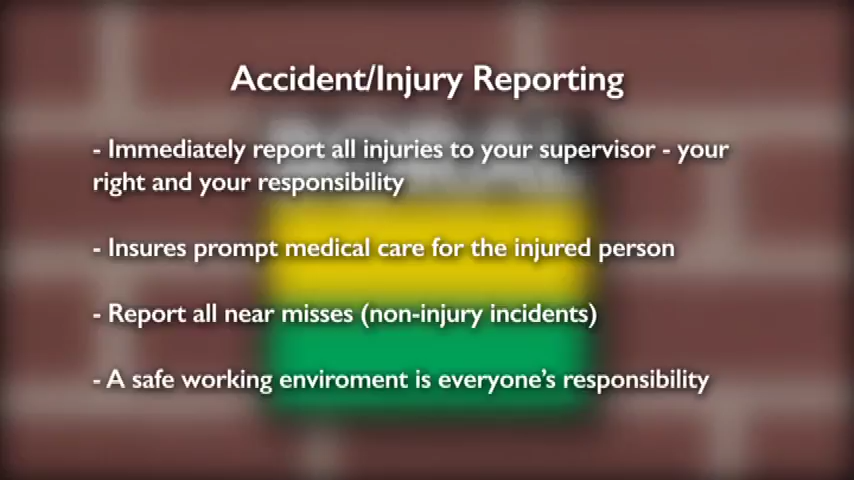 Accident/Injury Reporting
- Immediately report all injuries to your supervisor - your
right and your responsibility
- Insures prompt medical care for the injured person
- Report all near misses (non-injury incidents)
- A safe working enviroment is everyone's responsibility